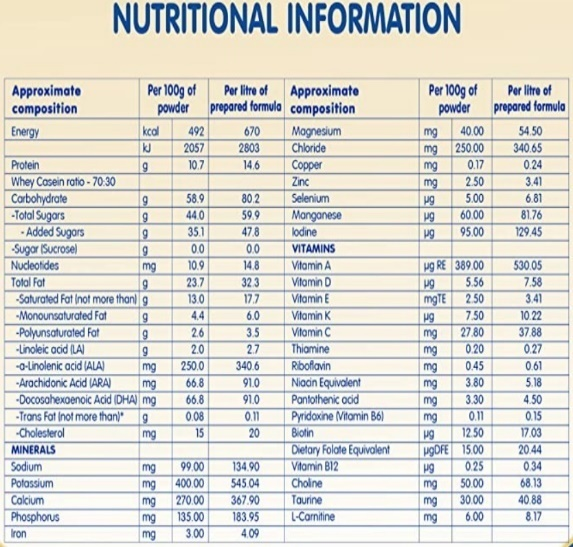 NUTRITIONAL INFORMATION
Approximate composition Per 100g of powder Per litre of prepared formula Approximate composition Per 100g of powder Per litre of prepared formula
Energy kcal 492 670 Magnesium mg 40.00 54.50
kJ 2057 2803 Chloride mg 250.00 340.65
Protein g 10.7 14.6 Copper mg 0.17 0.24
Whey Casein ratio - 70:30 Zinc mg 2.50 3.41
Carbohydrate g 58.9 80.2 Selenium µg 5.00 6.81
-Total Sugars g 44.0 59.9 Manganese µg 60.00 81.76
- Added Sugars g 35.1 47.8 Iodine µg 95.00 129.45
-Sugar (Sucrose) g 0.0 0.0 VITAMINS
Nucleotides mg 10.9 14.8 Vitamin A µg RE 389.00 530.05
Total Fat g 23.7 32.3 Vitamin D µg 5.56 7.58
-Saturated Fat (not more than) g 13.0 17.7 Vitamin E mgTE 2.50 3.41
-Monounsaturated Fat g 4.4 6.0 Vitamin K µg 7.50 10.22
-Polyunsaturated Fat g 2.6 3.5 Vitamin C mg 27.80 37.88
-Linoleic acid (LA) g 2.0 2.7 Thiamine mg 0.20 0.27
-α-Linolenic acid (ALA) mg 250.0 340.6 Riboflavin mg 0.45 0.61
-Arachidonic Acid (ARA) mg 66.8 91.0 Niacin Equivalent mg 3.80 5.18
-Docosahexaenoic Acid (DHA) mg 66.8 91.0 Pantothenic acid mg 3.30 4.50
-Trans Fat (not more than)* g 0.08 0.11 Pyridoxine (Vitamin B6) mg 0.11 0.15
-Cholesterol mg 15 20 Biotin µg 12.50 17.03
MINERALS Dietary Folate Equivalent µgDFE 15.00 20.44
Sodium mg 99.00 134.90 Vitamin B12 µg 0.25 0.34
Potassium mg 400.00 545.04 Choline mg 50.00 68.13
Calcium mg 270.00 367.90 Taurine mg 30.00 40.88
Phosphorus mg 135.00 183.95 L-Carnitine mg 6.00 8.17
Iron mg 3.00 4.09